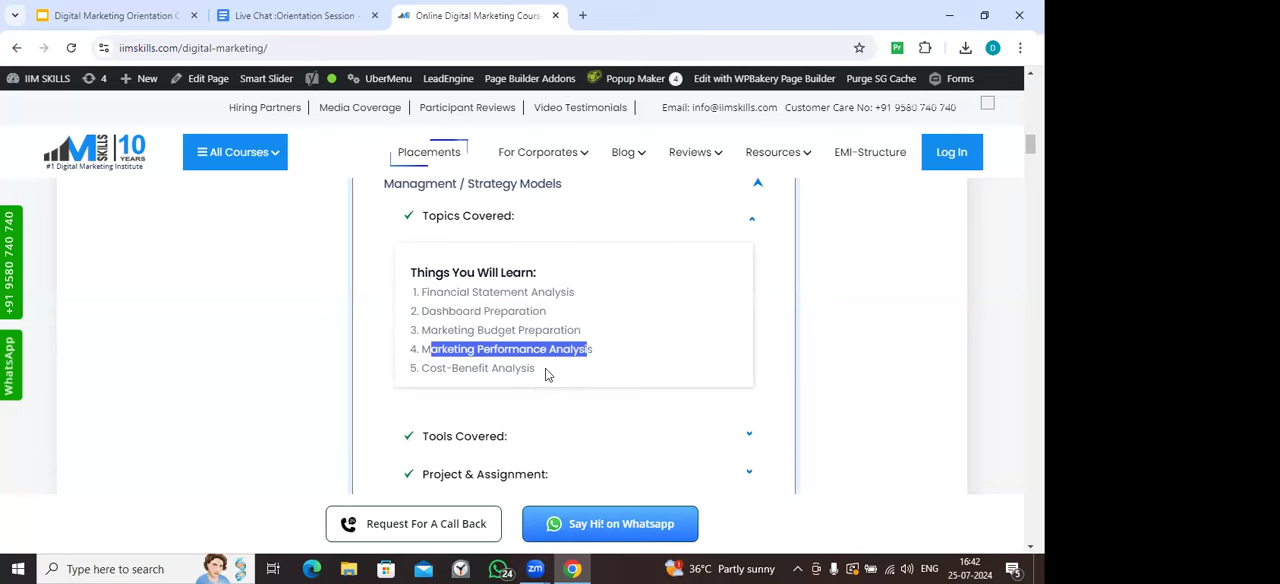 Digital Marketing Orientation C
Live Chat :Orientation Session -
Online Digital Marketing Cours
iimskills.com/digital-marketing/
Pr
D
IIM SKILLS
4
New
Edit Page
Smart Slider
UberMenu
LeadEngine
Page Builder Addons
Popup Maker 4
Edit with WPBakery Page Builder
Purge SG Cache
Forms
Hiring Partners
Media Coverage
Participant Reviews
Video Testimonials
Email: info@iimskills.com
Customer Care No: +91 9580 740 740
IIM SKILLS 10 YEARS
#1 Digital Marketing Institute
All Courses
Placements
For Corporates
Blog
Reviews
Resources
EMI-Structure
Log In
Managment / Strategy Models
Topics Covered:
Things You Will Learn:
1. Financial Statement Analysis
2. Dashboard Preparation
3. Marketing Budget Preparation
4. Marketing Performance Analysis
5. Cost-Benefit Analysis
Tools Covered:
Project & Assignment:
+91 9580 740 740
WhatsApp
Request For A Call Back
Say Hi! on Whatsapp
Type here to search
24
zm
36°C Partly sunny
ENG
16:42
25-07-2024
5